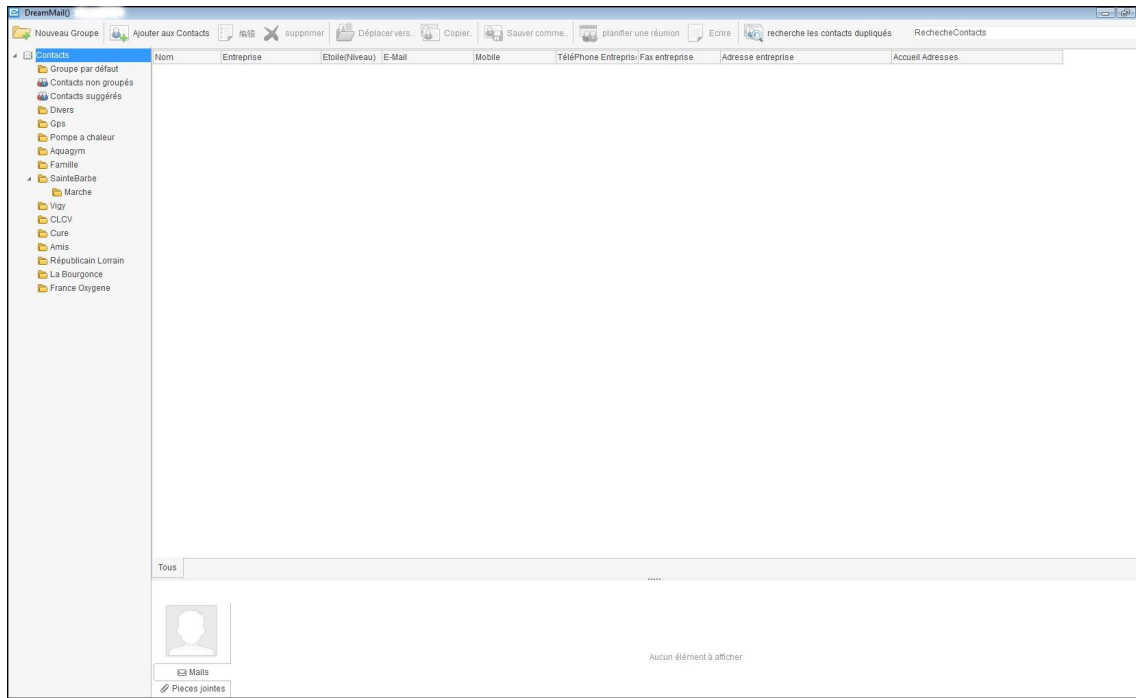 DreamMail()
Nouveau Groupe Ajouter aux Contacts 编辑 supprimer Déplacer vers.. Copier.. Sauver comme.. planifier une réunion Ecrire recherche les contacts dupliqués RechecheContacts
Contacts
Groupe par défaut
Contacts non groupés
Contacts suggérés
Divers
Gps
Pompe a chaleur
Aquagym
Famille
SainteBarbe
Marche
Vigy
CLCV
Cure
Amis
Républicain Lorrain
La Bourgonce
France Oxygene
Nom Entreprise Etoile(Niveau) E-Mail Mobile TéléPhone Entrepris Fax entreprise Adresse entreprise Accueil Adresses
Tous
Aucun élément à afficher
Mails
Pieces jointes